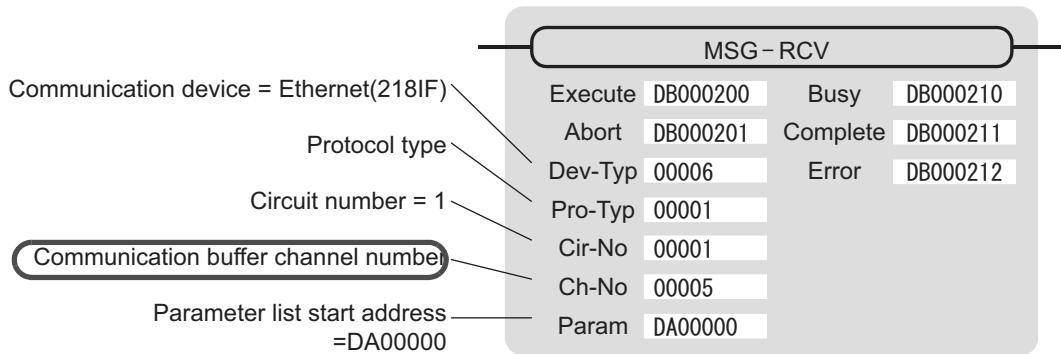 MSG-RCV
Communication device = Ethernet(218IF)
Protocol type
Circuit number = 1
Communication buffer channel number
Parameter list start address
=DA00000
Execute DB000200 Busy DB000210
Abort DB000201 Complete DB000211
Dev-Typ 00006 Error DB000212
Pro-Typ 00001
Cir-No 00001
Ch-No 00005
Param DA00000